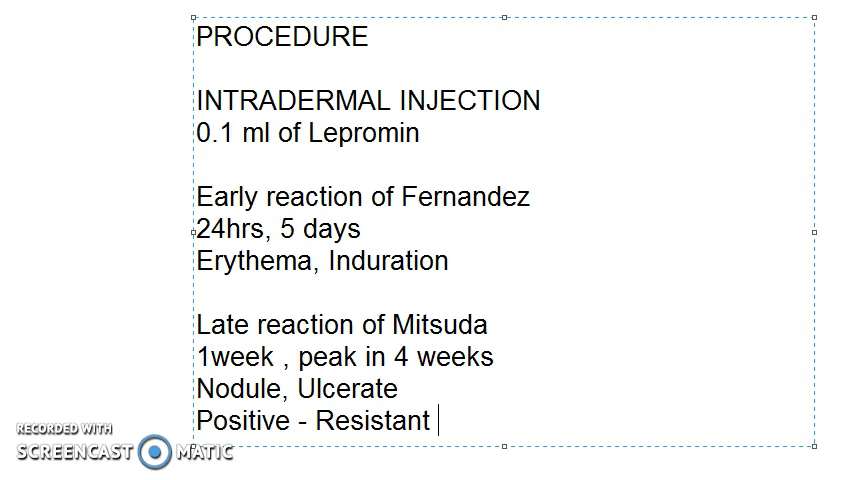 PROCEDURE
INTRADERMAL INJECTION
0.1 ml of Lepromin
Early reaction of Fernandez
24hrs, 5 days
Erythema, Induration
Late reaction of Mitsuda
1week , peak in 4 weeks
Nodule, Ulcerate
Positive - Resistant
RECORDED WITH
SCREENCAST MATIC